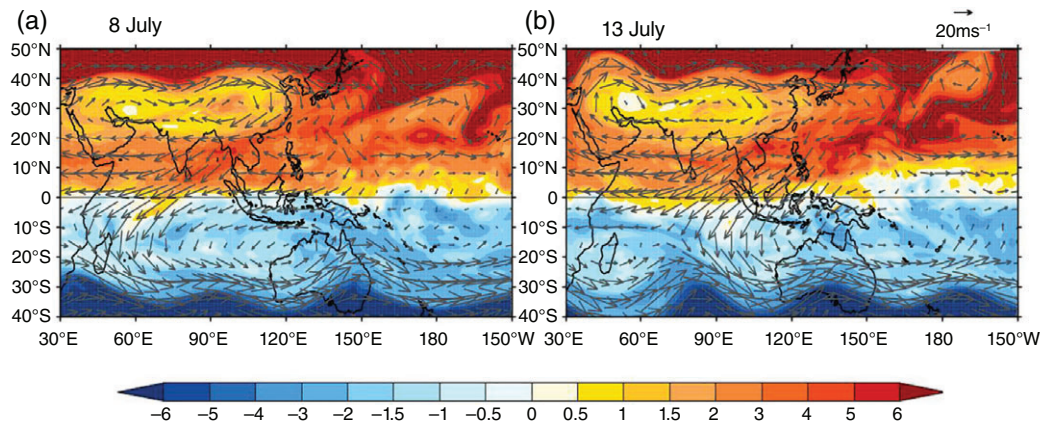 (a)
8 July
50°N
40°N
30°N
20°N
10°N
0
10°S
20°S
30°S
40°S
30°E 60°E 90°E 120°E 150°E 180 150°W
(b)
13 July
20ms⁻¹
50°N
40°N
30°N
20°N
10°N
0
10°S
20°S
30°S
40°S
30°E 60°E 90°E 120°E 150°E 180 150°W
−6 −5 −4 −3 −2 −1.5 −1 −0.5 0 0.5 1 1.5 2 3 4 5 6